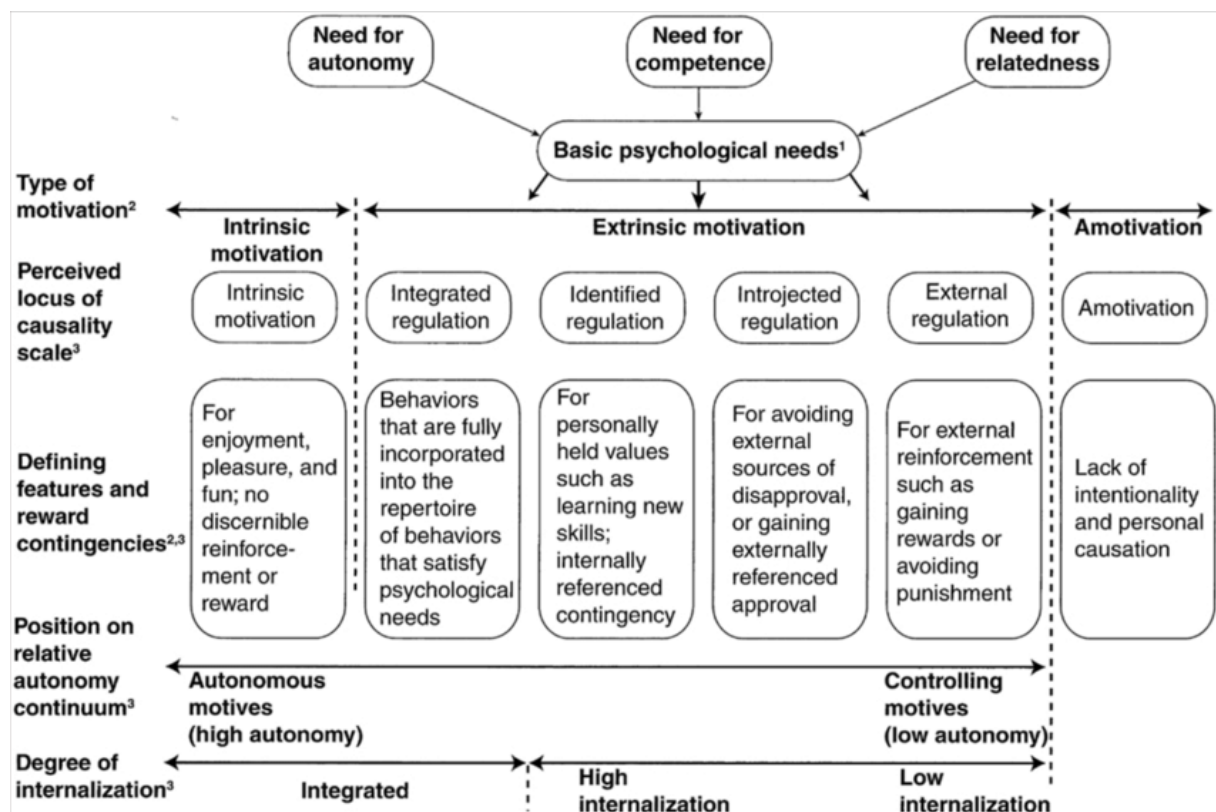 Need for
autonomy
Need for
competence
Need for
relatedness
Basic psychological needs¹
Type of
motivation²
Intrinsic
motivation
Extrinsic motivation
Amotivation
Perceived
locus of
causality
scale³
Intrinsic
motivation
Integrated
regulation
Identified
regulation
Introjected
regulation
External
regulation
Amotivation
Defining
features and
reward
contingencies²,³
For
enjoyment,
pleasure, and
fun; no
discernible
reinforce-
ment or
reward
Behaviors
that are fully
incorporated
into the
repertoire
of behaviors
that satisfy
psychological
needs
For
personally
held values
such as
learning new
skills;
internally
referenced
contingency
For avoiding
external
sources of
disapproval,
or gaining
externally
referenced
approval
For external
reinforcement
such as
gaining
rewards or
avoiding
punishment
Lack of
intentionality
and personal
causation
Position on
relative
autonomy
continuum³
Autonomous
motives
(high autonomy)
Controlling
motives
(low autonomy)
Degree of
internalization³
Integrated
High
internalization
Low
internalization